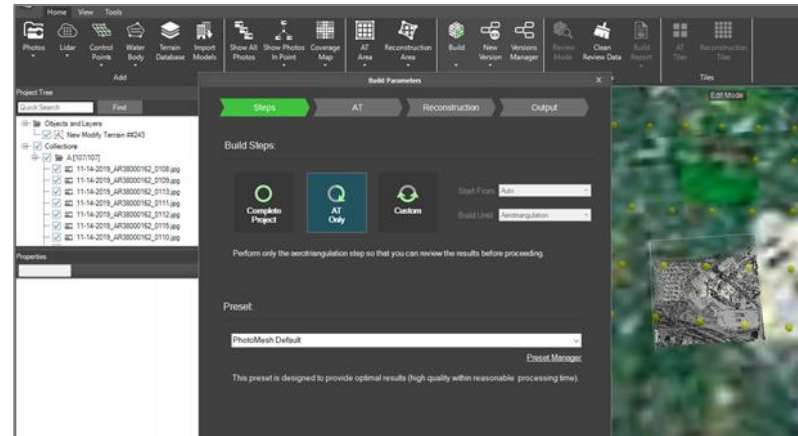 Home View Tools
Photos Lidar Control Points Water Body Terrain Database Import Models Show All Photos Show Photos In Point Coverage Map AT Area Reconstruction Area Build New Version Versions Manager Review Mode Clean Review Data Build Report AT Tiles Reconstruction Tiles
Add Tiles
Build Parameters X
Project Tree
Quick Search Find
Edit Mode
Steps AT Reconstruction Output
Objects and Layers
New Modify Terrain ##243
Collections
A [107/107]
11-14-2019_AR38000162_0108.jpg
11-14-2019_AR38000162_0109.jpg
11-14-2019_AR38000162_0113.jpg
11-14-2019_AR38000162_0111.jpg
11-14-2019_AR38000162_0112.jpg
11-14-2019_AR38000162_0115.jpg
11-14-2019_AR38000162_0110.jpg
Build Steps:
Complete Project
AT Only
Custom
Start From: Auto
Build Until: Aerotriangulation
Properties
Perform only the aerotriangulation step so that you can review the results before proceeding.
Preset:
PhotoMesh Default
Preset Manager
This preset is designed to provide optimal results (high quality within reasonable processing time).